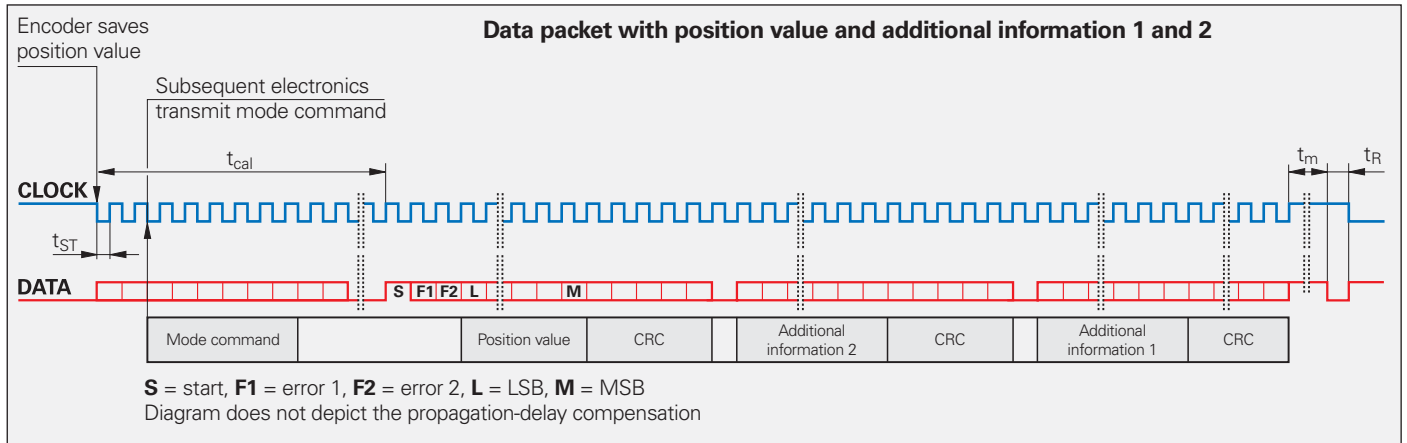 Encoder saves
position value
Data packet with position value and additional information 1 and 2
Subsequent electronics
transmit mode command
tcal
tm
tR
CLOCK
tST
DATA
S F1 F2 L M
Mode command
Position value
CRC
Additional
information 2
CRC
Additional
information 1
CRC
S = start, F1 = error 1, F2 = error 2, L = LSB, M = MSB
Diagram does not depict the propagation-delay compensation